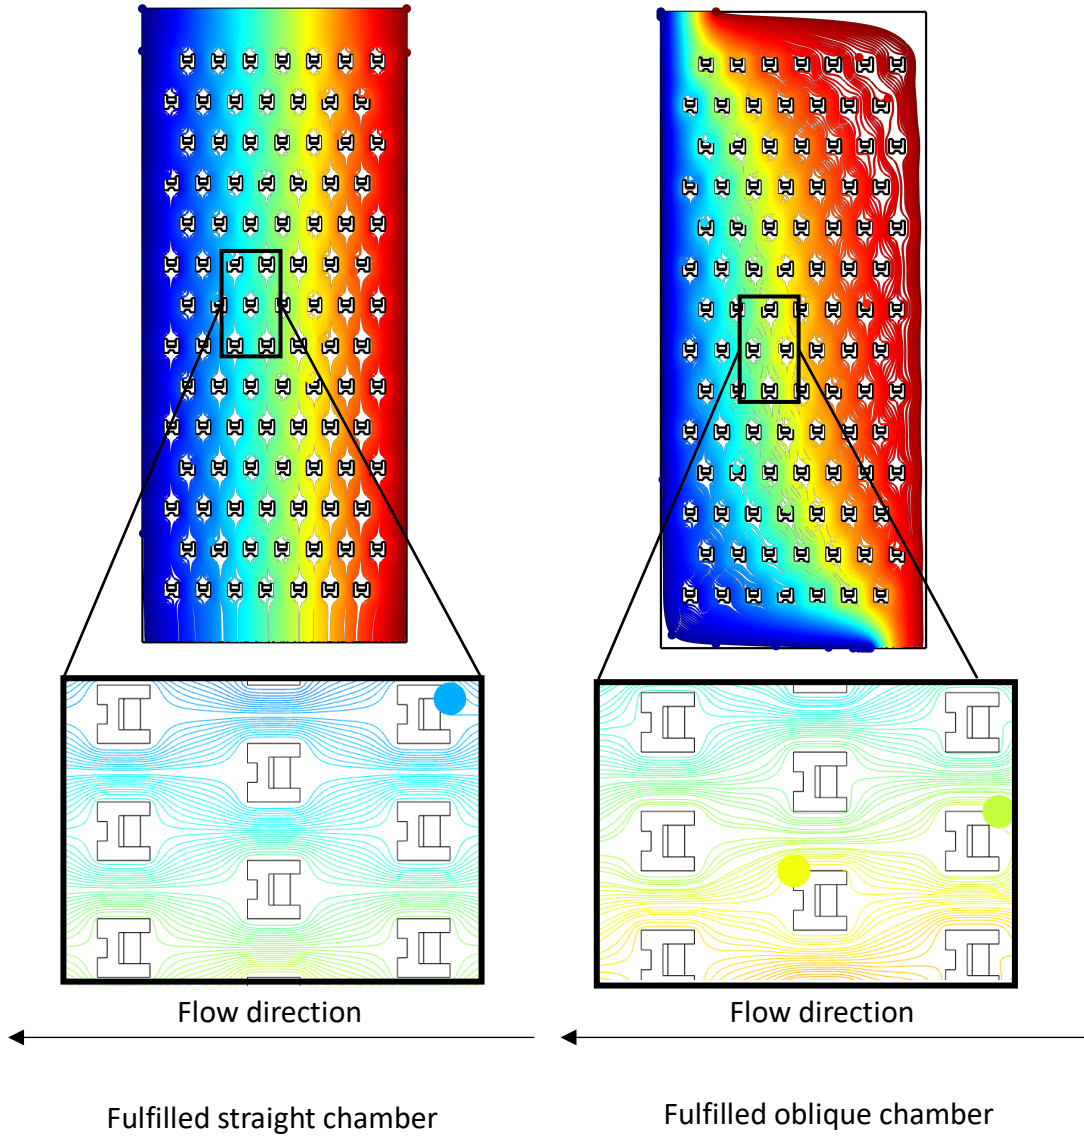 Flow direction
Flow direction
Fulfilled straight chamber
Fulfilled oblique chamber